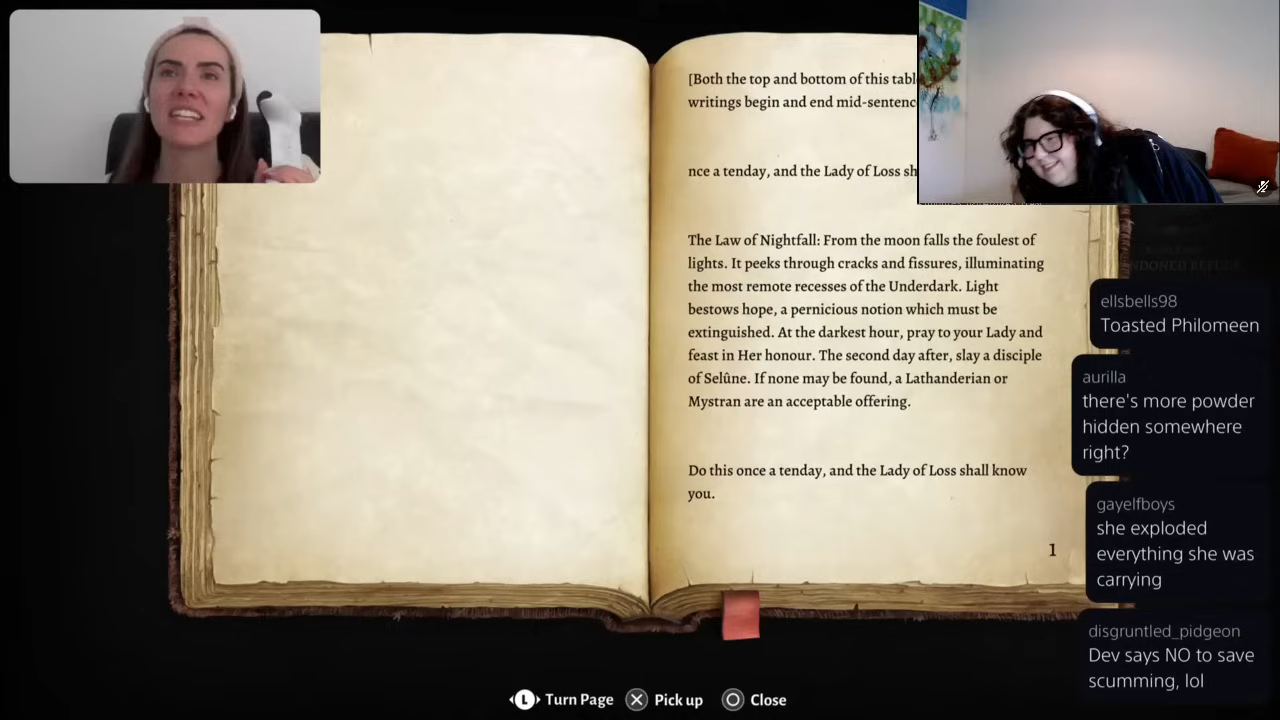 [Both the top and bottom of this
writings begin and end
nce a tenday, and the Lady of Loss
The Law of Nightfall: From the moon falls the foulest of
lights. It peeks through cracks and fissures, illuminating
the most remote recesses of the Underdark. Light
bestows hope, a pernicious notion which must be
extinguished. At the darkest hour, pray to your Lady and
feast in Her honour. The second day after, slay a disciple
of Selûne. If none may be found, a Lathanderian or
Mystran are an acceptable offering.
Do this once a tenday, and the Lady of Loss shall know
you.
1
ellsbells98
Toasted Philomeen
aurilla
there's more powder
hidden somewhere
right?
gayelfboys
she exploded
everything she was
carrying
disgruntled_pidgeon
Dev says NO to save
scumming, lol
L Turn Page
Pick up
Close